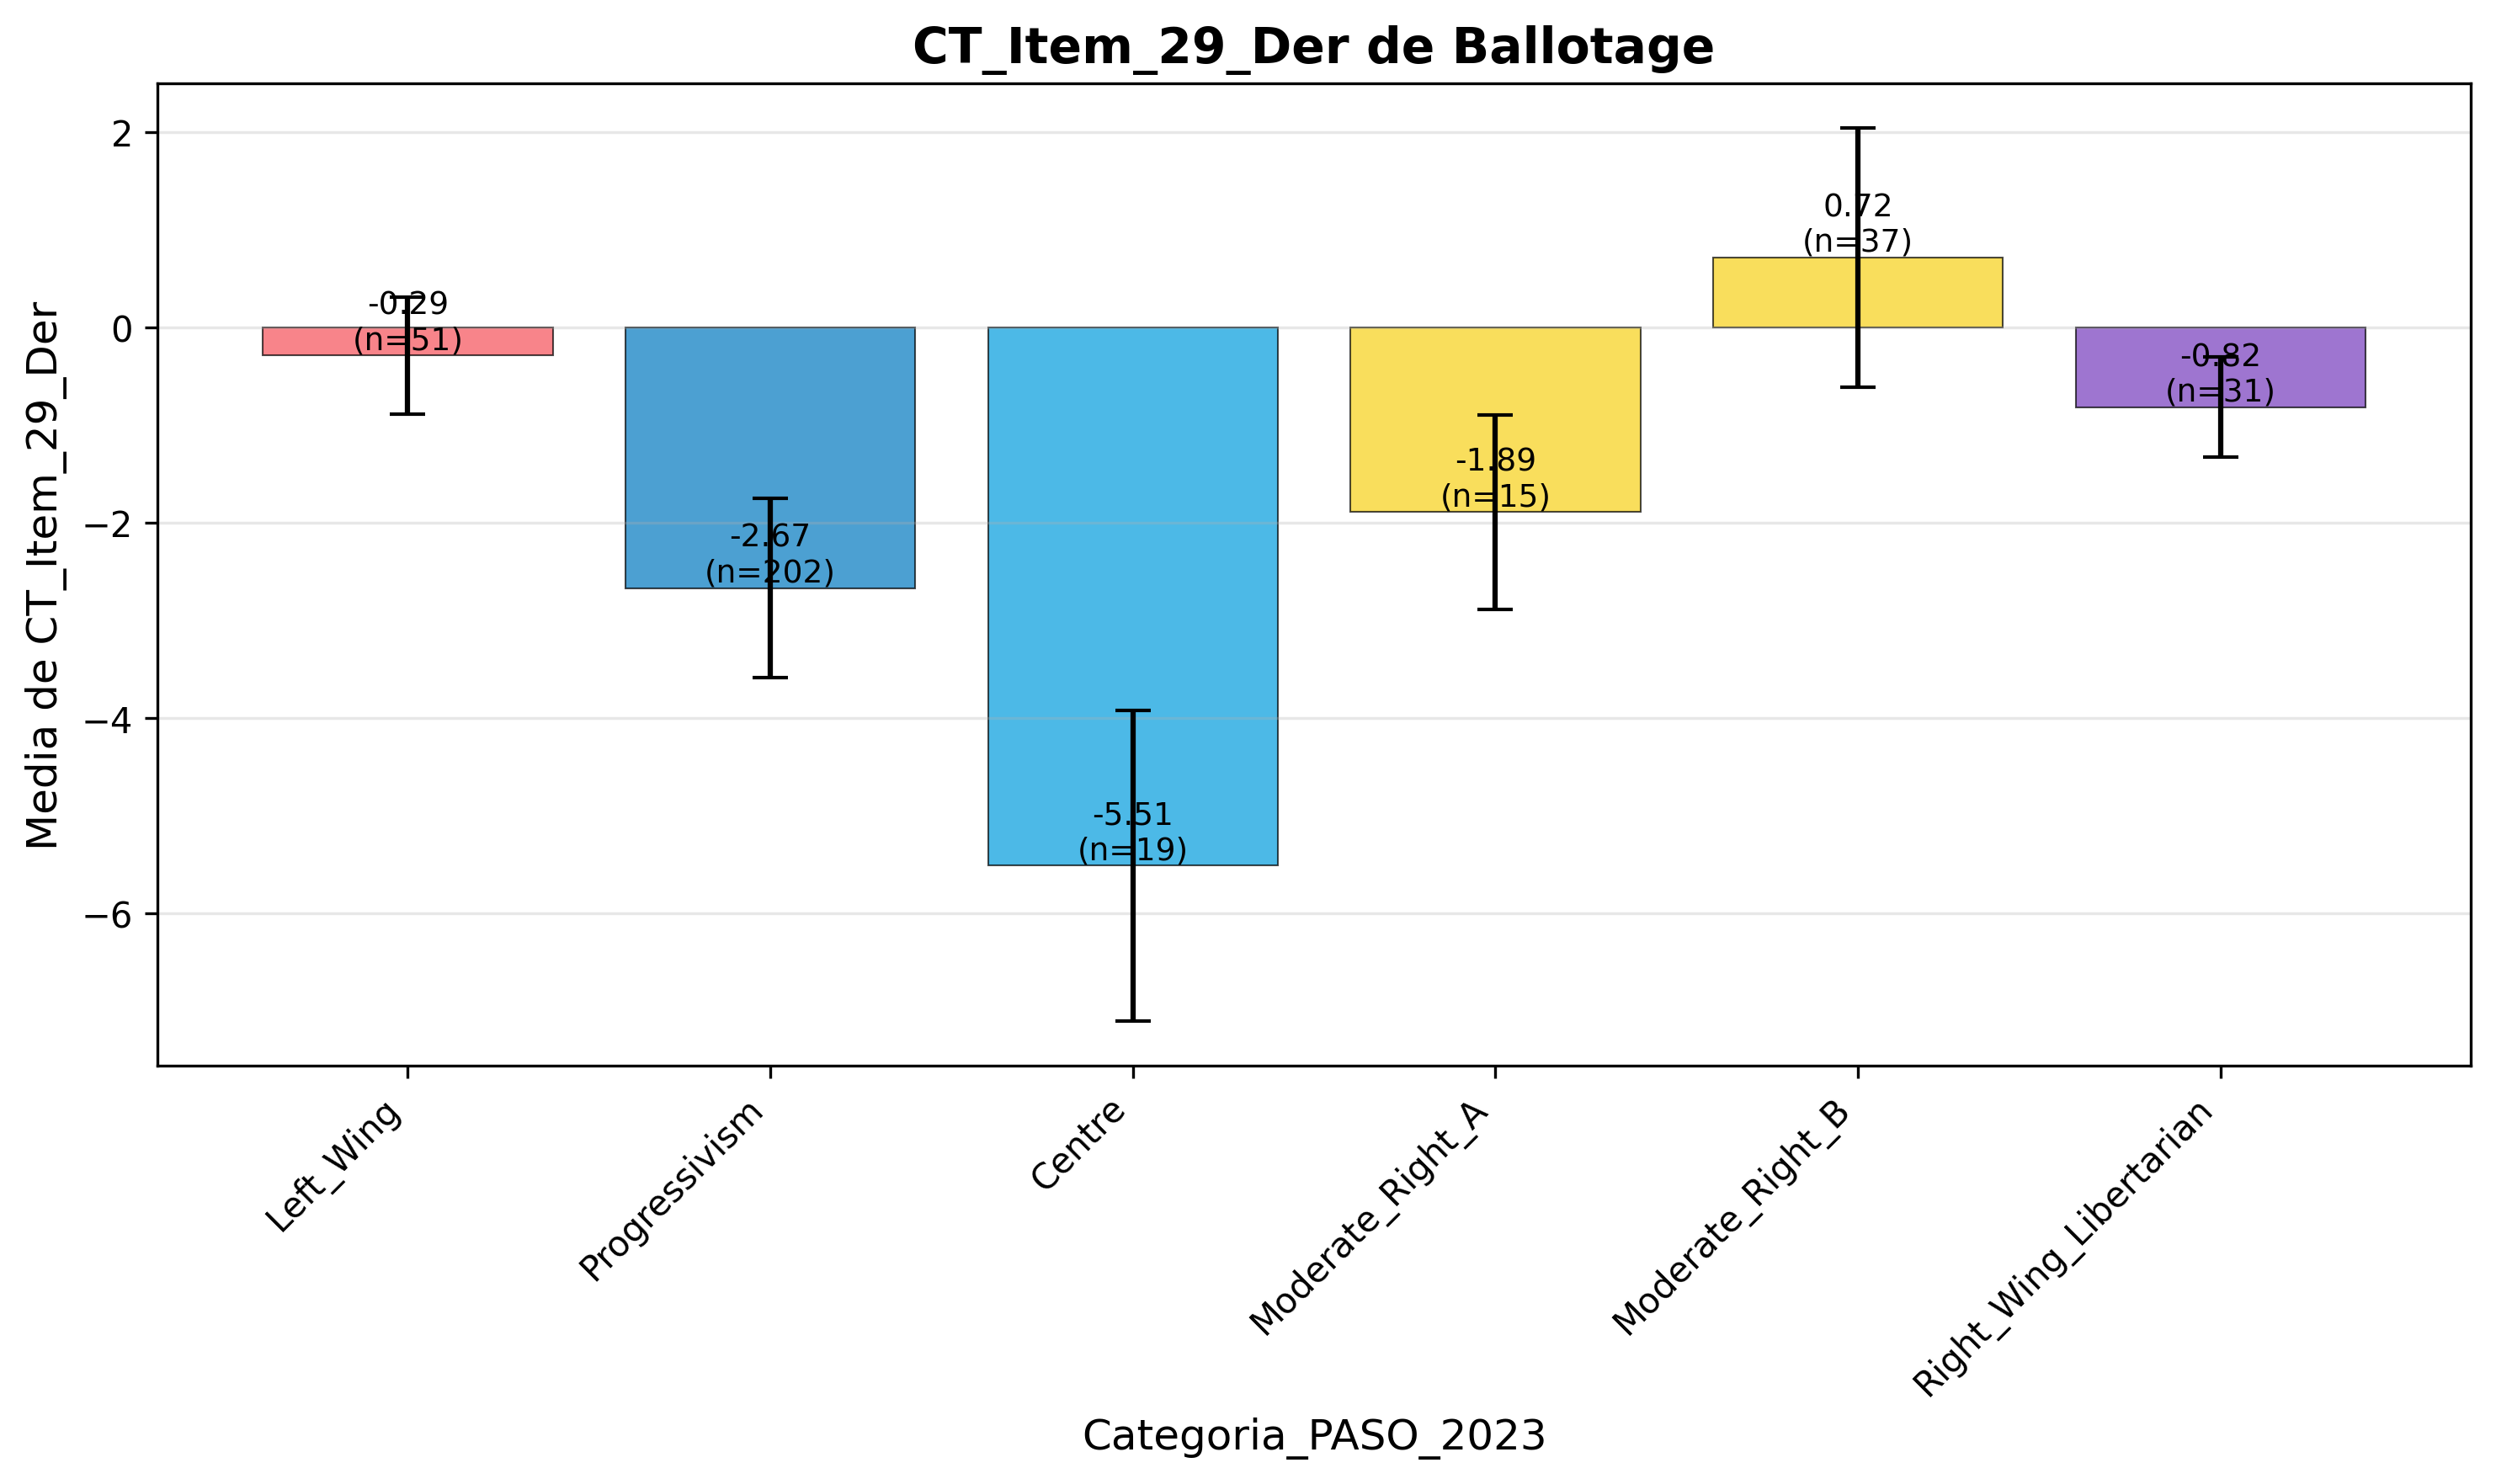 CT_Item_29_Der de Ballotage
Media de CT_Item_29_Der
2
0
−2
−4
−6
-0.29
(n=51)
-2.67
(n=202)
-5.51
(n=19)
-1.89
(n=15)
0.72
(n=37)
-0.82
(n=31)
Left_Wing
Progressivism
Centre
Moderate_Right_A
Moderate_Right_B
Right_Wing_Libertarian
Categoria_PASO_2023